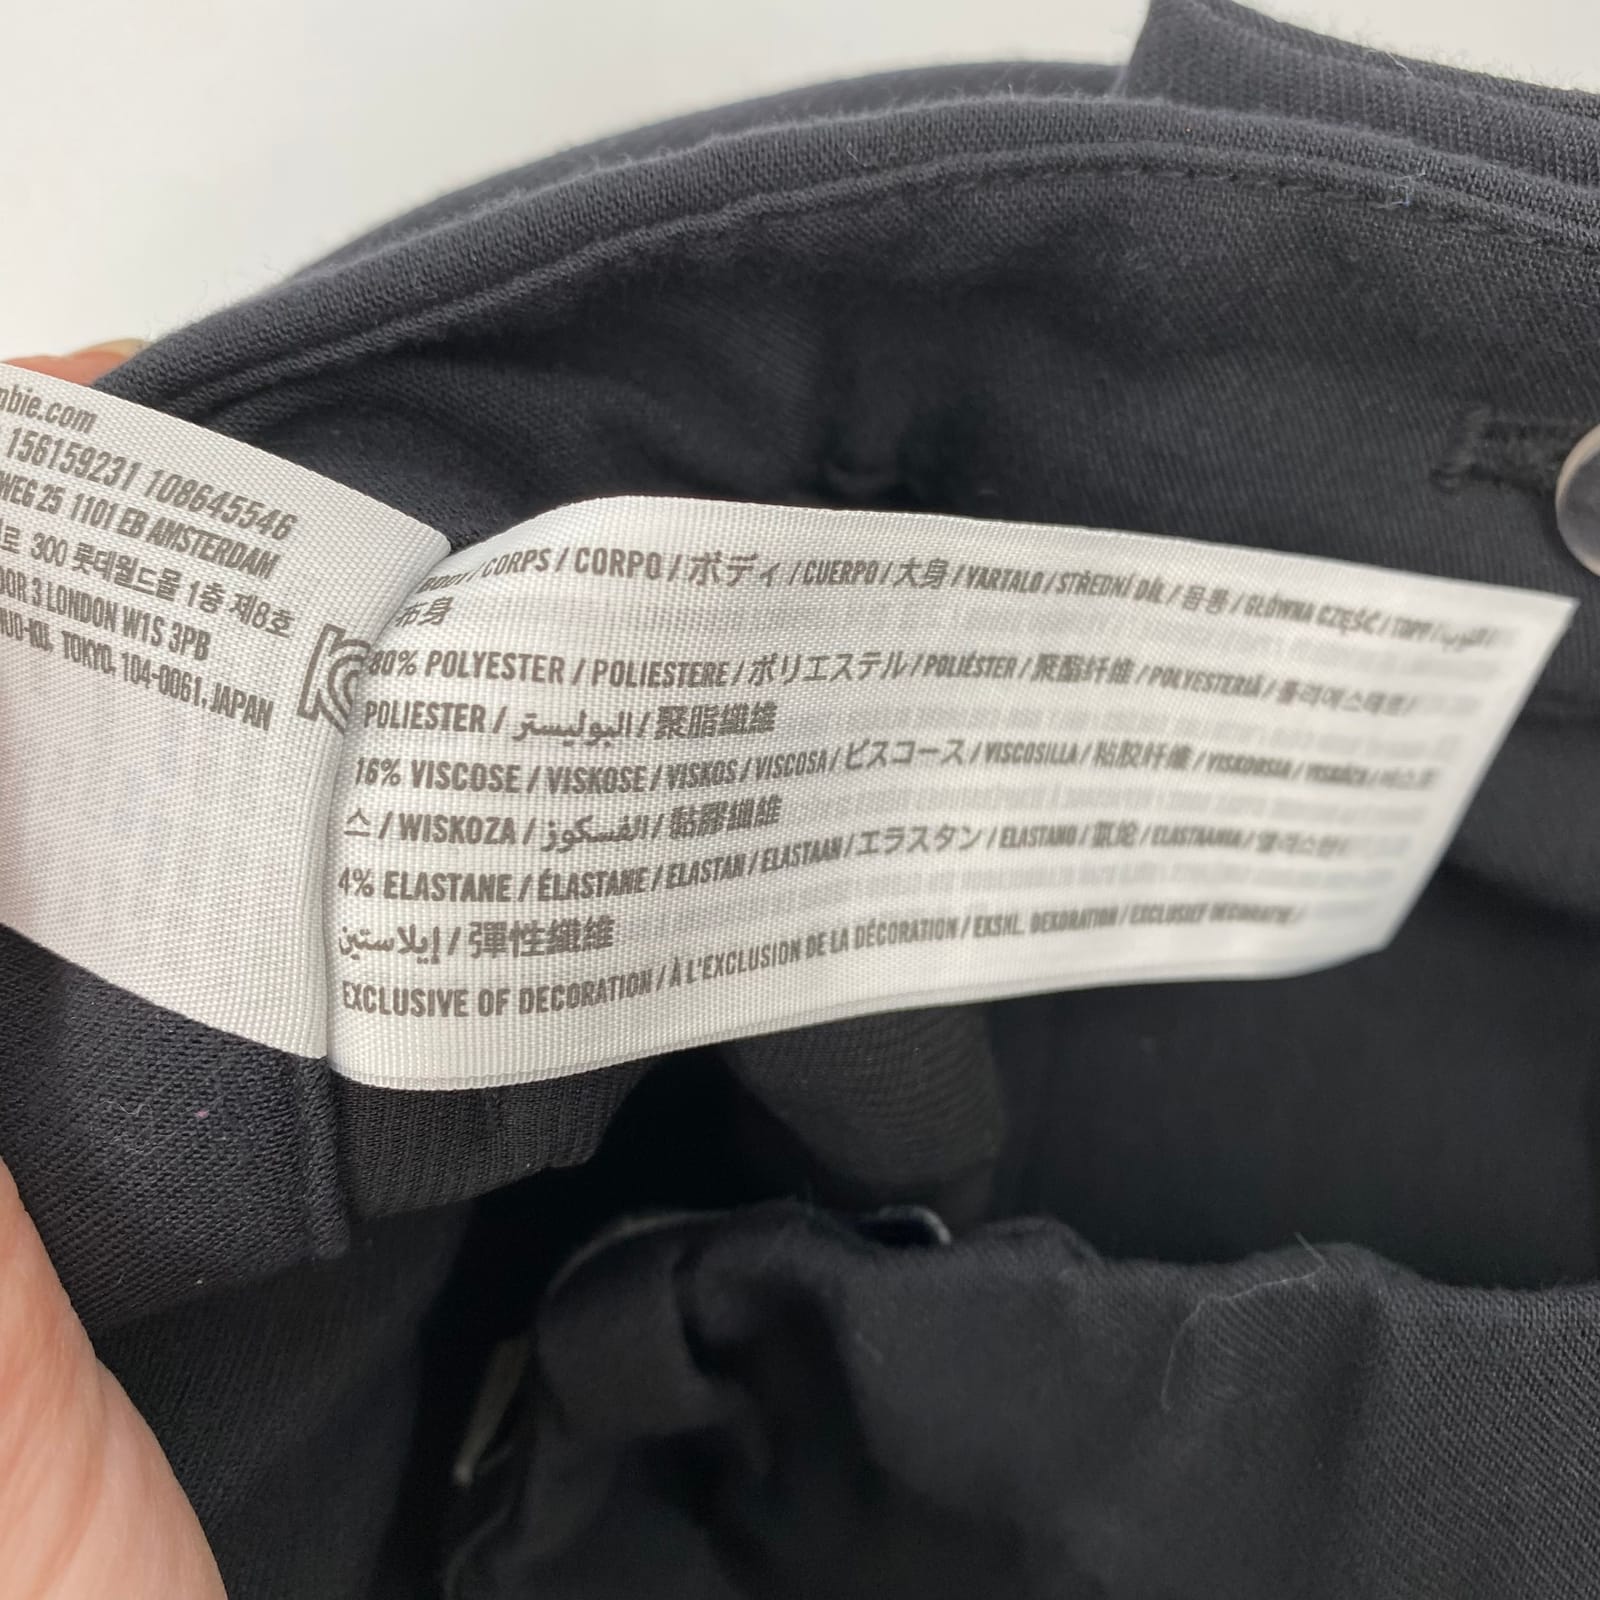 bie.com
156159231 108645546
WEG 25 1101 EB AMSTERDAM
로 300 롯데월드몰 1층 제8호
OOR 3 LONDON W1S 3PB
UO-KU, TOKYO, 104-0061, JAPAN
BODY / CORPS / CORPO / ボディ / CUERPO / 大身 / VARTALO / STŘEDNÍ DÍL / 몸통 / GŁÓWNA CZĘŚĆ /
布身
80% POLYESTER / POLIESTERE / ポリエステル / POLIÉSTER / 聚酯纤维 / POLYESTERIÄ / 폴리에스테르 /
POLIESTER / البوليستر / 聚脂纖維
16% VISCOSE / VISKOSE / VISKOS / VISCOSA / ビスコース / VISCOSILLA / 粘胶纤维 /
스 / WISKOZA / الفسكوز / 黏膠纖維
4% ELASTANE / ÉLASTANE / ELASTAN / ELASTAAN / エラスタン / ELASTANO / 氨纶 / ELASTAANIA /
إيلاستين / 彈性纖維
EXCLUSIVE OF DECORATION / À L'EXCLUSION DE LA DÉCORATION / EKSKL. DEKORATION / EXCLUSIEF DECORATIE /